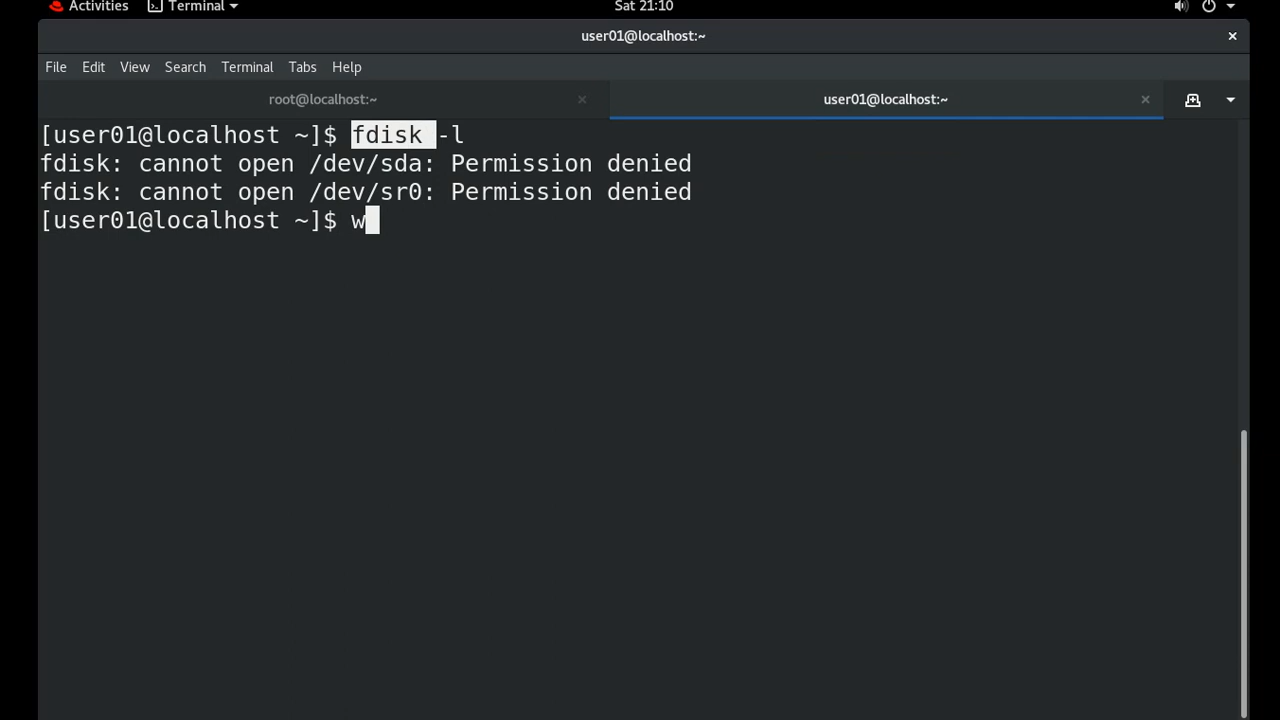 Activities Terminal Sat 21:10
user01@localhost:~
File Edit View Search Terminal Tabs Help
root@localhost:~ user01@localhost:~
[user01@localhost ~]$ fdisk -l
fdisk: cannot open /dev/sda: Permission denied
fdisk: cannot open /dev/sr0: Permission denied
[user01@localhost ~]$ w